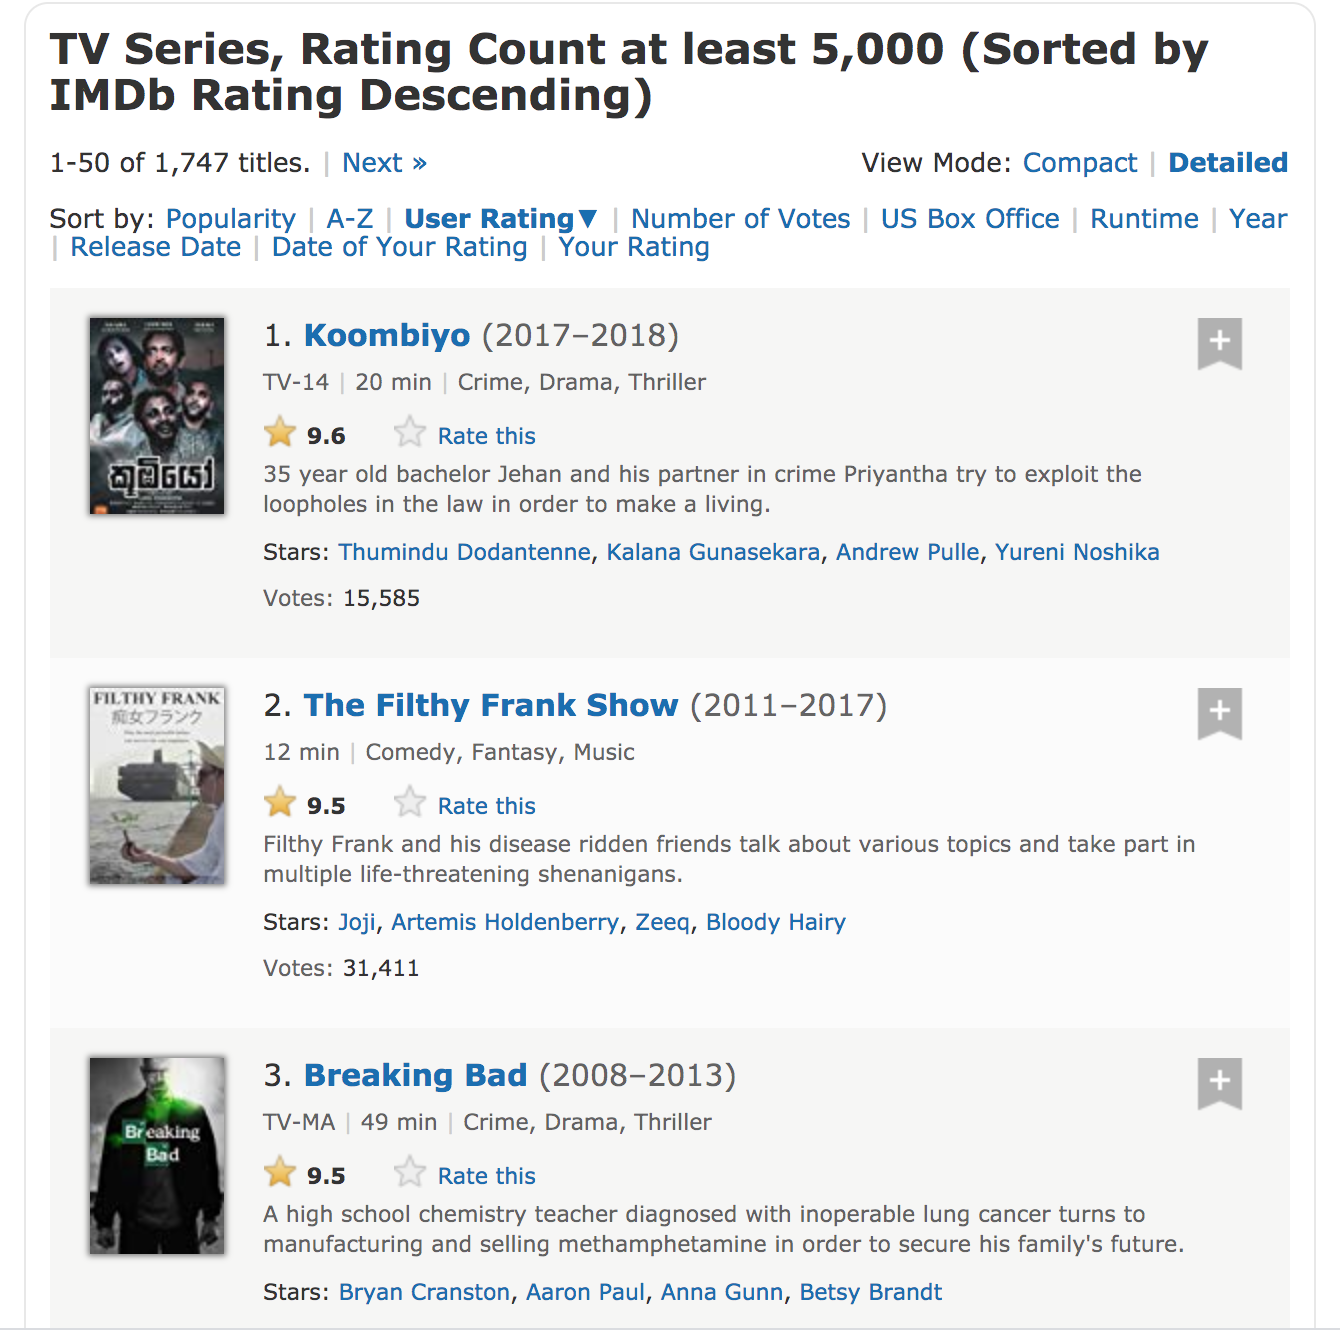 TV Series, Rating Count at least 5,000 (Sorted by
IMDb Rating Descending)
1-50 of 1,747 titles. | Next »
View Mode: Compact | Detailed
Sort by: Popularity | A-Z | User Rating▼ | Number of Votes | US Box Office | Runtime | Year
| Release Date | Date of Your Rating | Your Rating
කූඹියෝ
1. Koombiyo (2017–2018)
TV-14 | 20 min | Crime, Drama, Thriller
9.6 Rate this
35 year old bachelor Jehan and his partner in crime Priyantha try to exploit the
loopholes in the law in order to make a living.
Stars: Thumindu Dodantenne, Kalana Gunasekara, Andrew Pulle, Yureni Noshika
Votes: 15,585
FILTHY FRANK
痴女フランク
2. The Filthy Frank Show (2011–2017)
12 min | Comedy, Fantasy, Music
9.5 Rate this
Filthy Frank and his disease ridden friends talk about various topics and take part in
multiple life-threatening shenanigans.
Stars: Joji, Artemis Holdenberry, Zeeq, Bloody Hairy
Votes: 31,411
Breaking
Bad
3. Breaking Bad (2008–2013)
TV-MA | 49 min | Crime, Drama, Thriller
9.5 Rate this
A high school chemistry teacher diagnosed with inoperable lung cancer turns to
manufacturing and selling methamphetamine in order to secure his family's future.
Stars: Bryan Cranston, Aaron Paul, Anna Gunn, Betsy Brandt